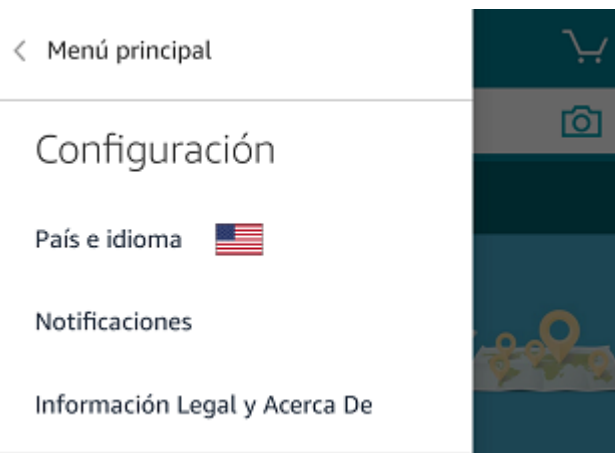 Menú principal
Configuración
País e idioma
Notificaciones
Información Legal y Acerca De